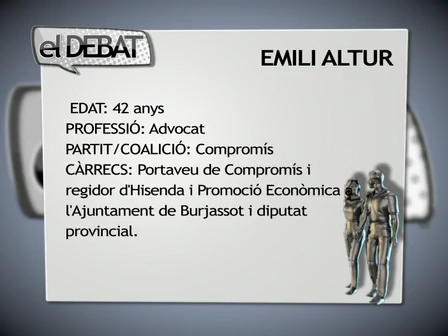 el DEBAT
EMILI ALTUR
EDAT: 42 anys
PROFESSIÓ: Advocat
PARTIT/COALICIÓ: Compromís
CÀRRECS: Portaveu de Compromís i
regidor d'Hisenda i Promoció Econòmica a
l'Ajuntament de Burjassot i diputat
provincial.